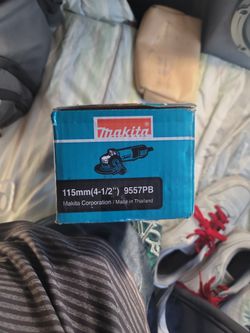 makita
115mm(4-1/2") 9557PB
Makita Corporation / Made in Thailand